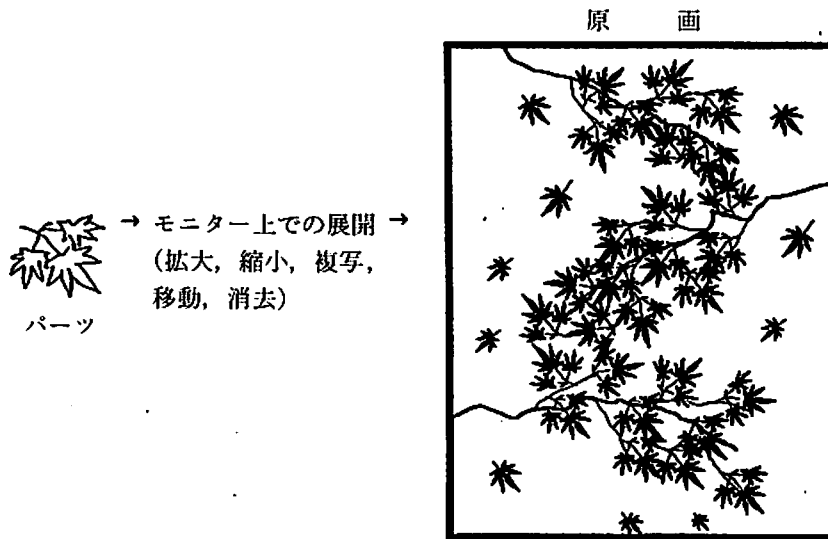 原画
→ モニター上での展開 →
(拡大，縮小，複写，
移動，消去)
パーツ